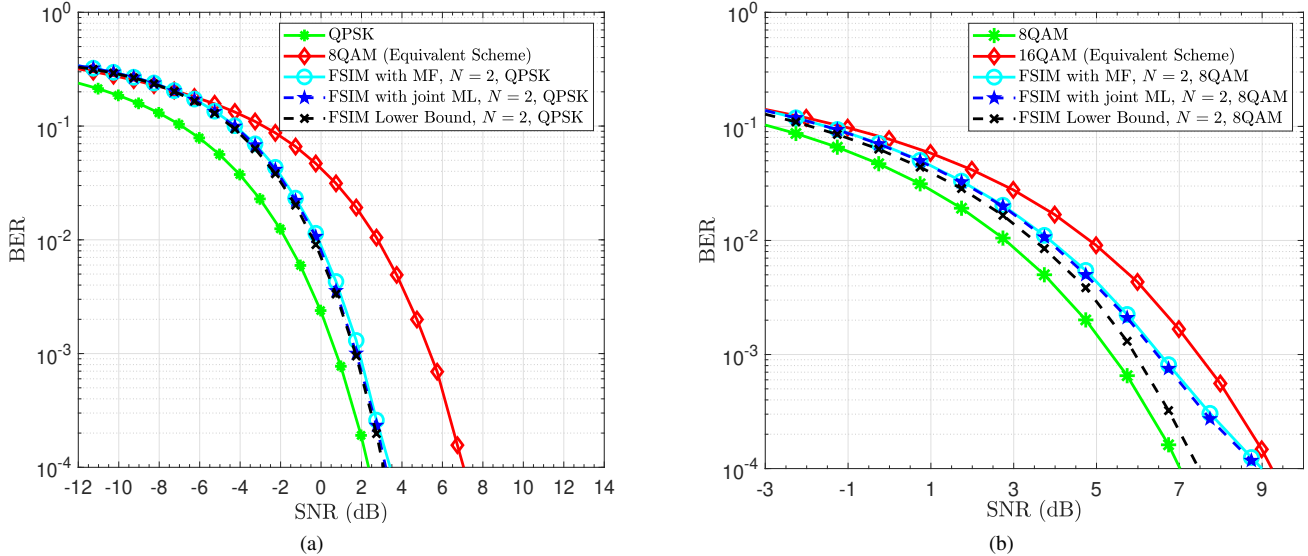 QPSK
8QAM (Equivalent Scheme)
FSIM with MF, N = 2, QPSK
FSIM with joint ML, N = 2, QPSK
FSIM Lower Bound, N = 2, QPSK
10^0
10^-1
10^-2
10^-3
10^-4
BER
-12 -10 -8 -6 -4 -2 0 2 4 6 8 10 12 14
SNR (dB)
(a)
8QAM
16QAM (Equivalent Scheme)
FSIM with MF, N = 2, 8QAM
FSIM with joint ML, N = 2, 8QAM
FSIM Lower Bound, N = 2, 8QAM
10^0
10^-1
10^-2
10^-3
10^-4
BER
-3 -1 1 3 5 7 9
SNR (dB)
(b)